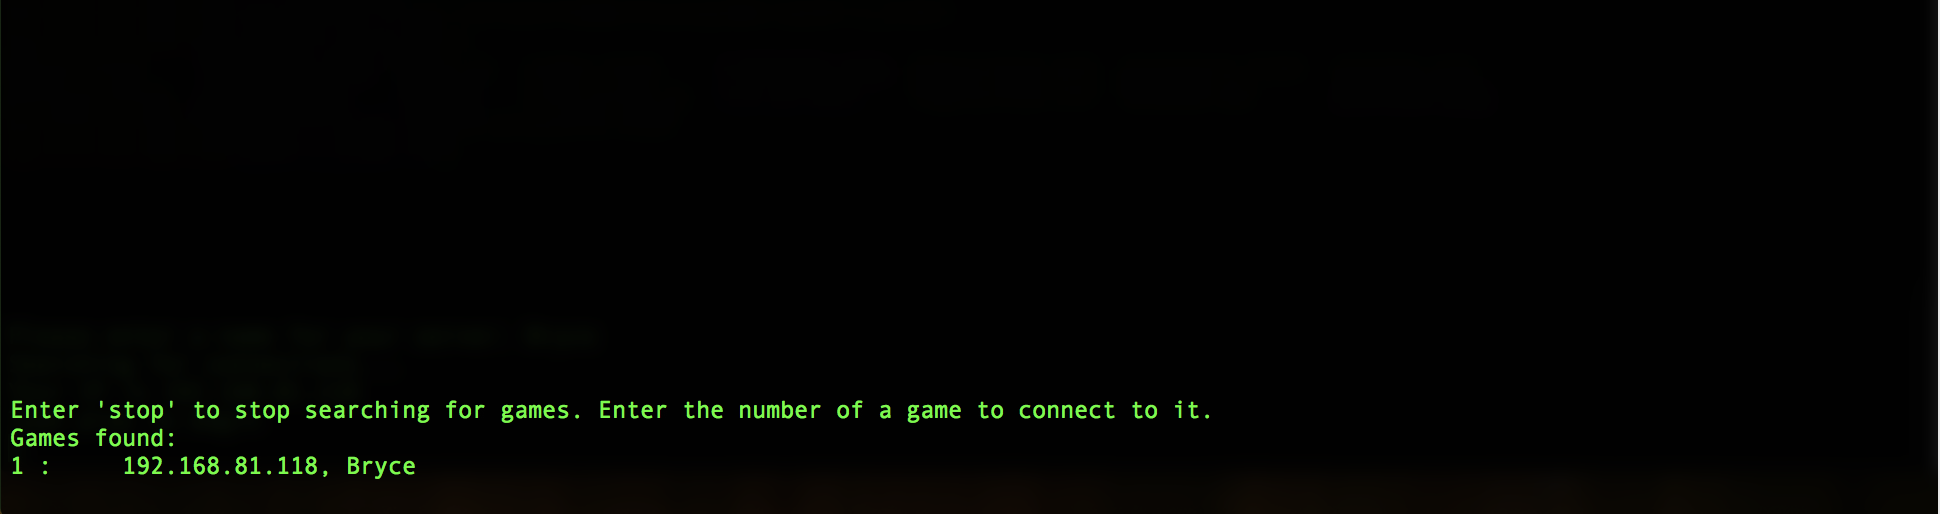 Enter 'stop' to stop searching for games. Enter the number of a game to connect to it.
Games found:
1 :     192.168.81.118, Bryce